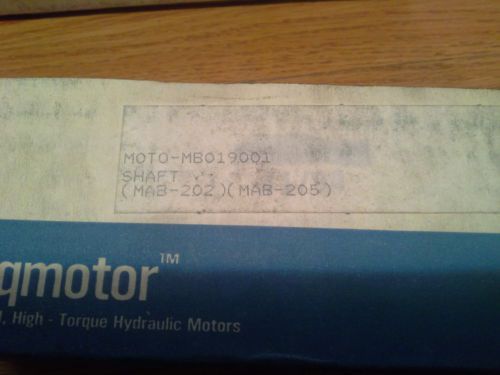 MOTO-MB019001
SHAFT
(MAB-202)(MAB-205)
qmotor™
High - Torque Hydraulic Motors